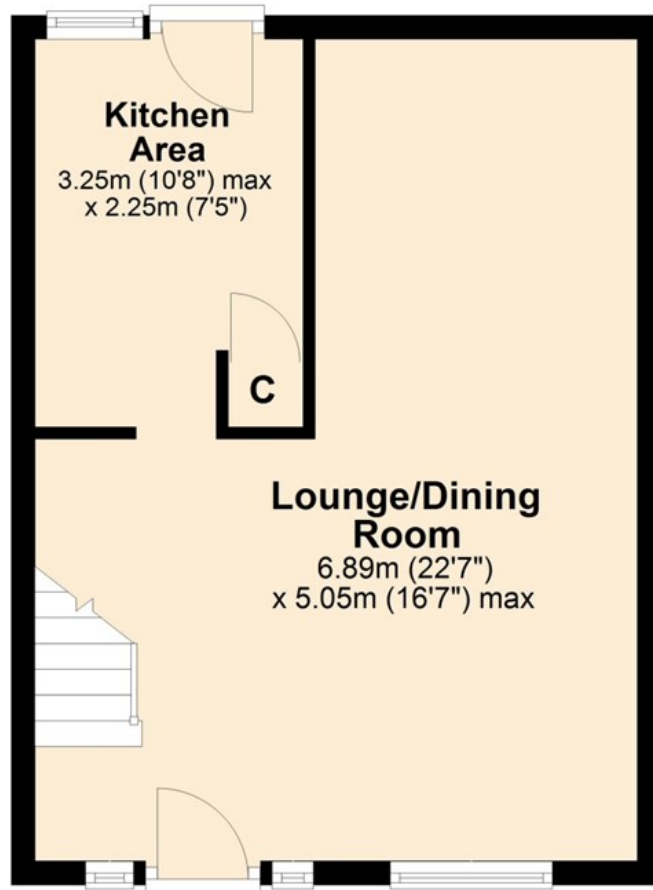 Kitchen
Area
3.25m (10'8") max
x 2.25m (7'5")
C
Lounge/Dining
Room
6.89m (22'7")
x 5.05m (16'7") max